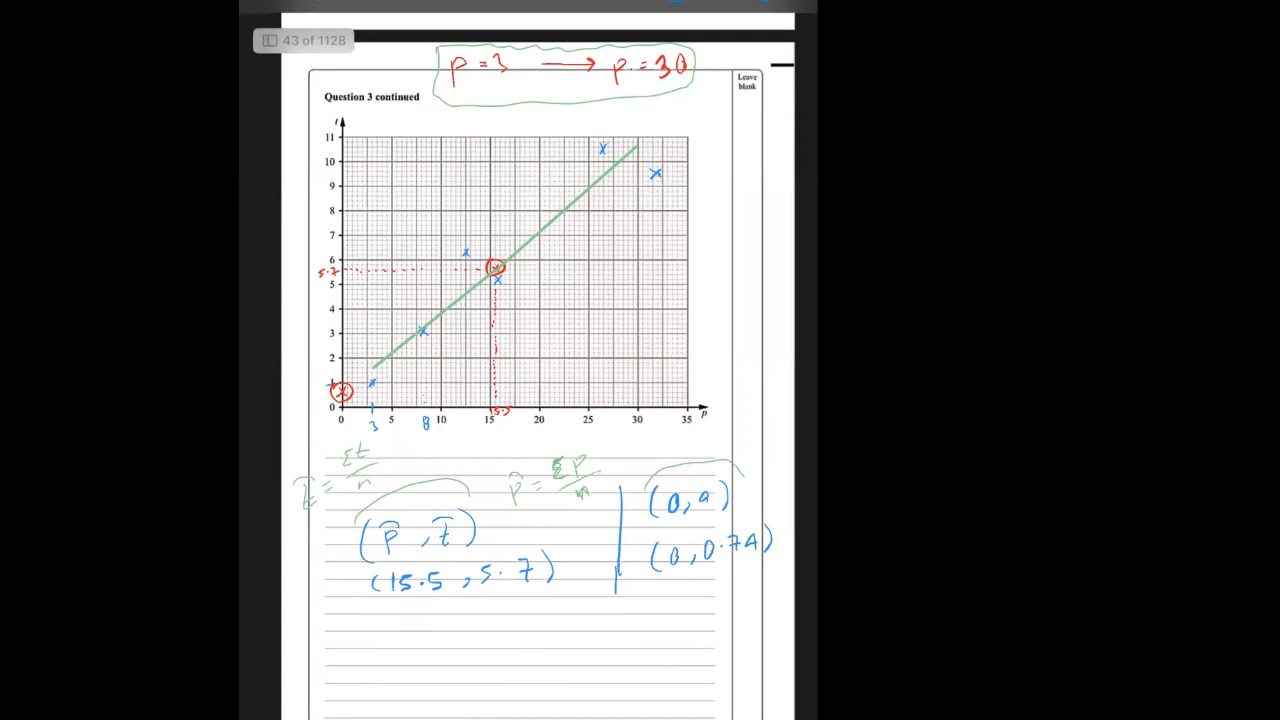 43 of 1128
p = 3 → p = 30
Leave
blank
Question 3 continued
t
11
10
9
8
7
6
5.7
5
4
3
2
0
0 5 10 15 20 25 30 35 p
15.5
3 8
t̄ = Σt/n
p̄ = Σp/n
(p̄, t̄)
(0, a)
(15.5, 5.7)
(0, 0.74)